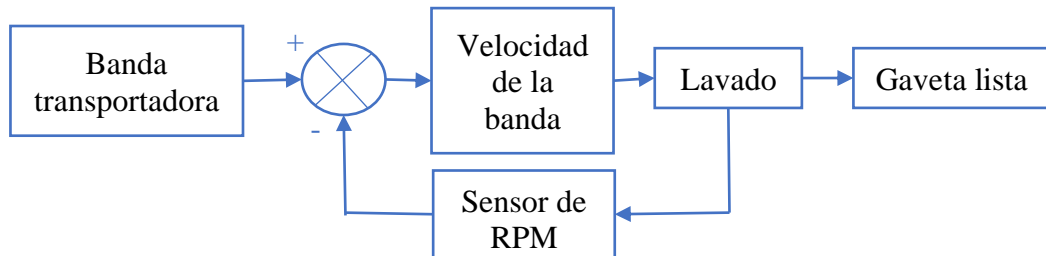 Banda
transportadora
+
-
Velocidad
de la
banda
Lavado
Gaveta lista
Sensor de
RPM